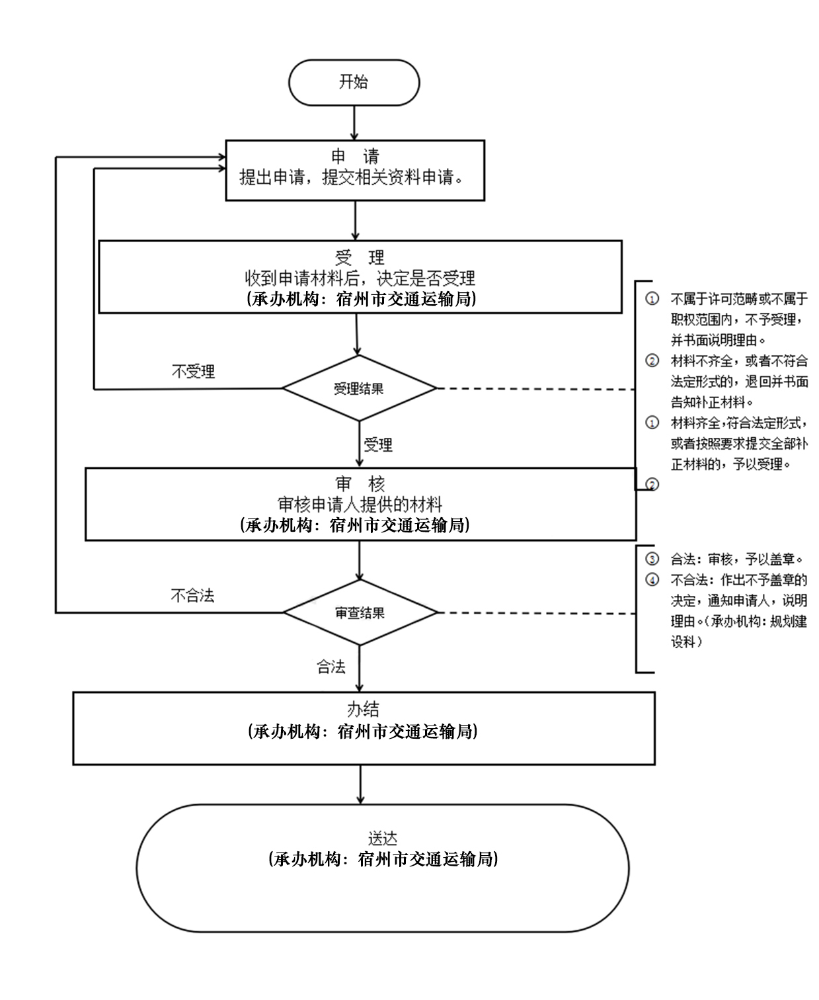 开始
申 请
提出申请，提交相关资料申请。
受 理
收到申请材料后，决定是否受理
(承办机构：宿州市交通运输局)
不受理
受理结果
① 不属于许可范畴或不属于
职权范围内，不予受理，
并书面说明理由。
② 材料不齐全，或者不符合
法定形式的，退回并书面
告知补正材料。
① 材料齐全，符合法定形式，
或者按照要求提交全部补
正材料的，予以受理。
②
受理
审 核
审核申请人提供的材料
(承办机构：宿州市交通运输局)
不合法
审查结果
③ 合法：审核，予以盖章。
④ 不合法：作出不予盖章的
决定，通知申请人，说明
理由。（承办机构：规划建
设科）
合法
办结
(承办机构：宿州市交通运输局)
送达
(承办机构：宿州市交通运输局)